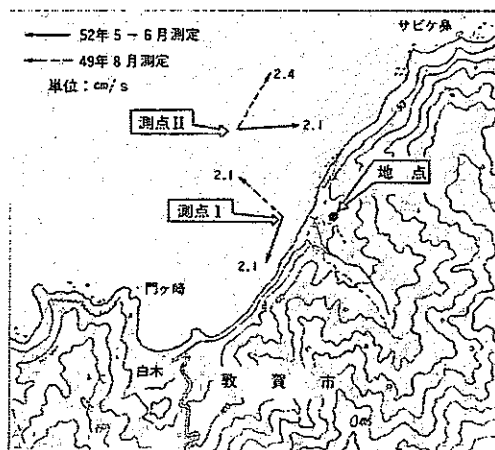 サビケ鼻
52年5-6月測定
49年8月測定
単位：cm/s
2.4
測点Ⅱ
2.1
2.1
地点
測点Ⅰ
2.1
門ケ崎
白木
敦賀市